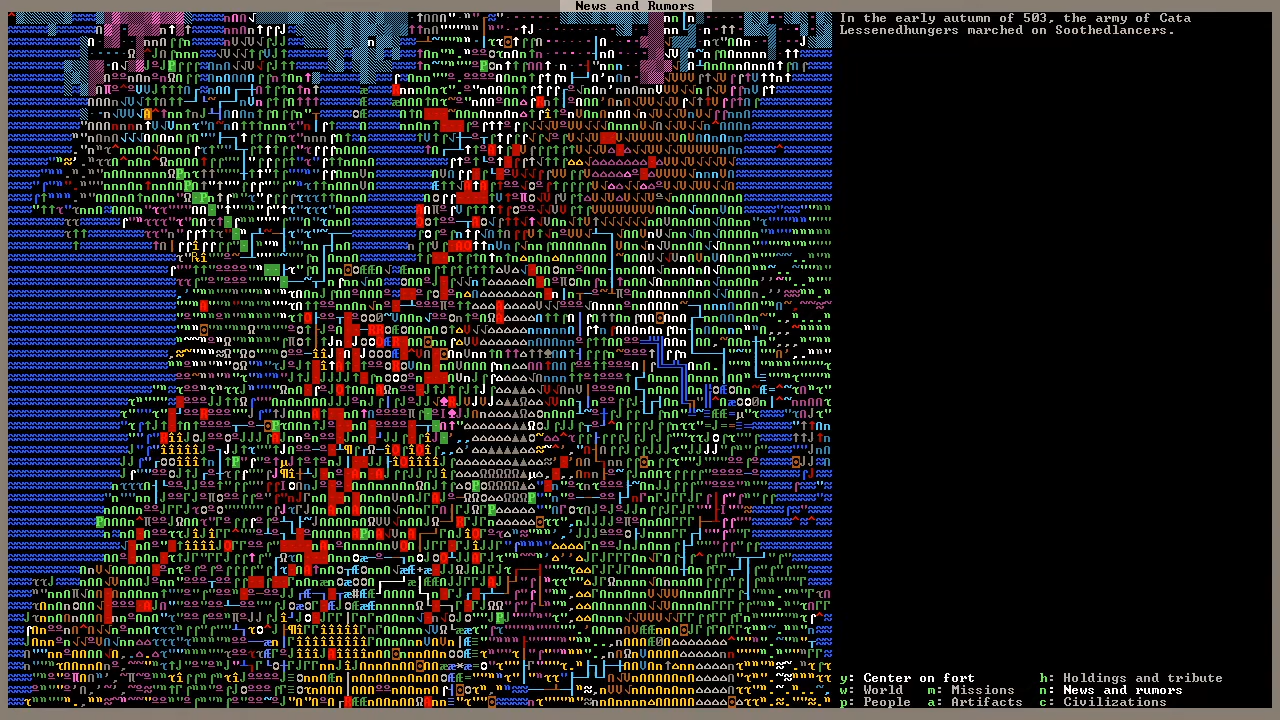 News and Rumors
In the early autumn of 503, the army of Cata
Lessenedhungers marched on Soothedlancers.
y: Center on fort h: Holdings and tribute
w: World m: Missions n: News and rumors
p: People a: Artifacts c: Civilizations